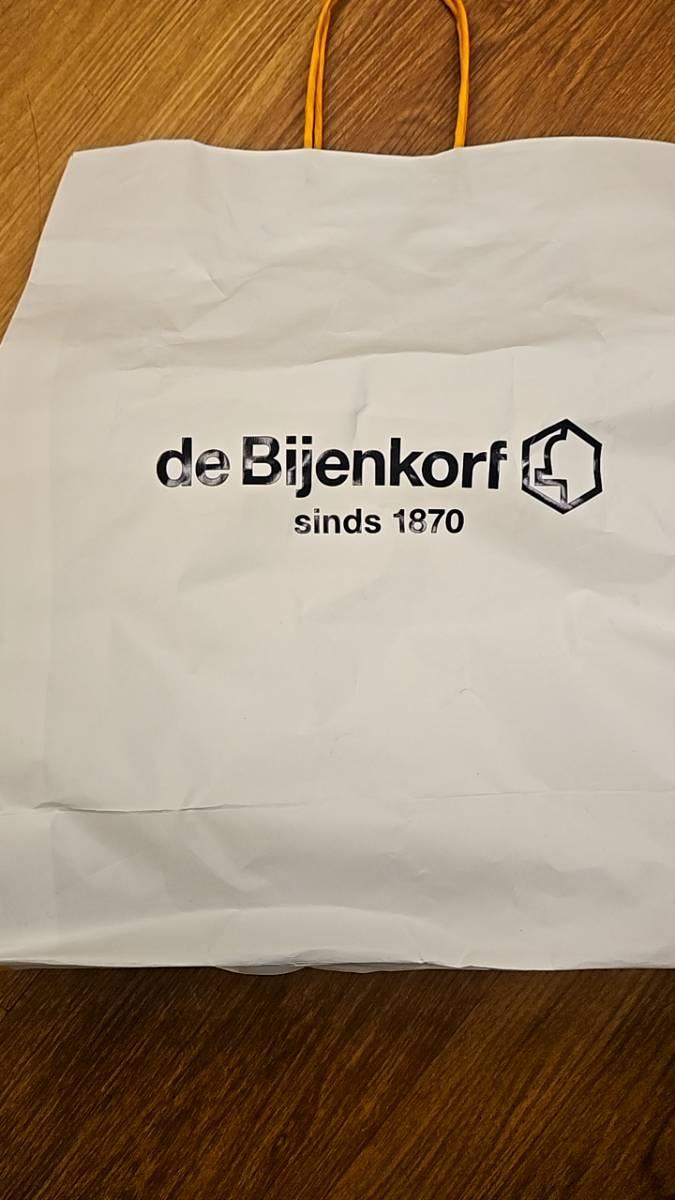 de Bijenkorf
sinds 1870